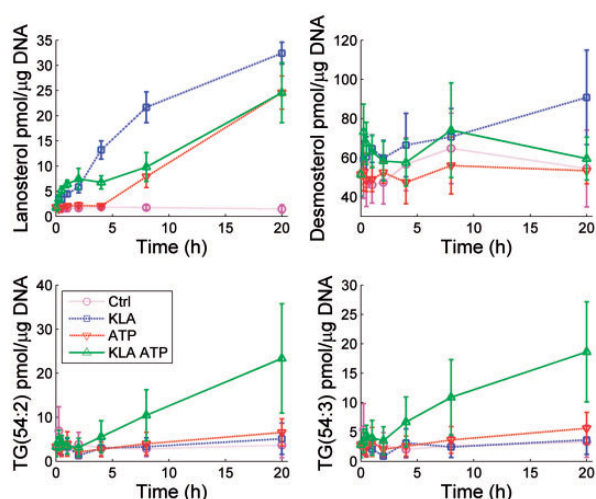 Lanosterol pmol/µg DNA
35
30
25
20
15
10
5
0
0 5 10 15 20
Time (h)
Desmosterol pmol/µg DNA
120
100
80
60
40
0 5 10 15 20
Time (h)
TG(54:2) pmol/µg DNA
40
30
20
10
0
0 5 10 15 20
Time (h)
Ctrl
KLA
ATP
KLA ATP
TG(54:3) pmol/µg DNA
30
25
20
15
10
5
0
0 5 10 15 20
Time (h)